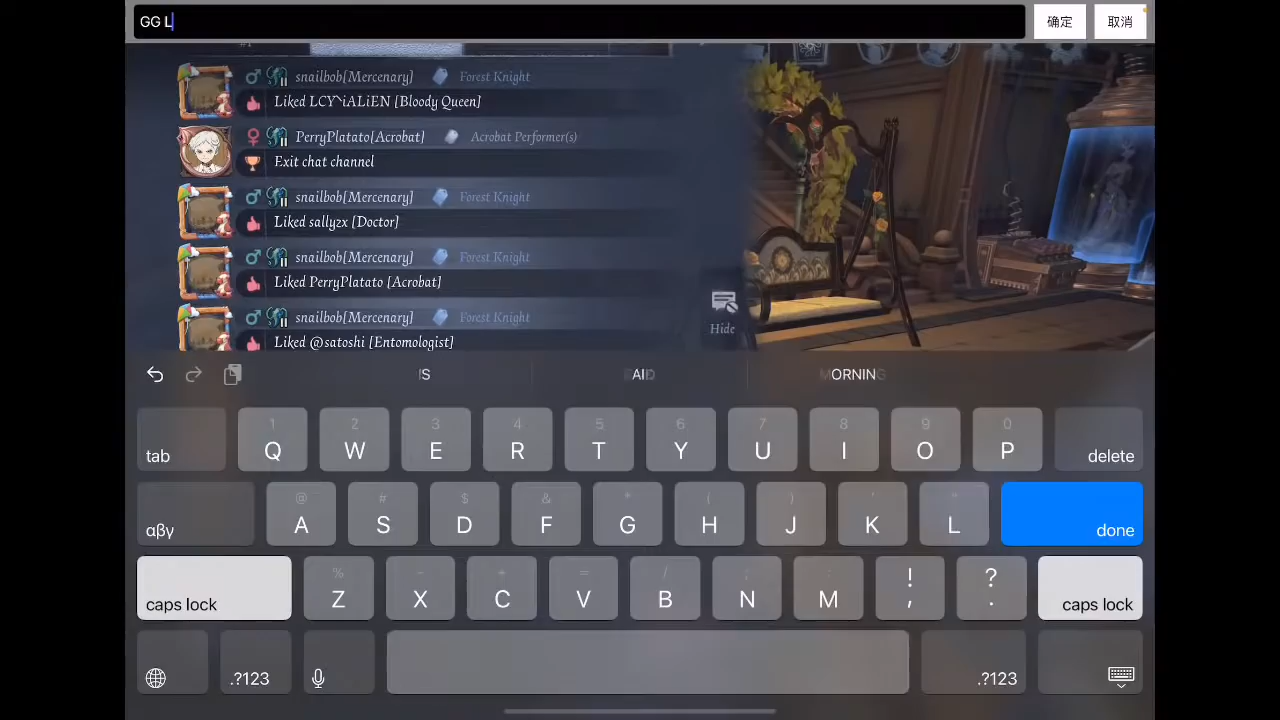 GG L
确定
取消
#1
snailbob[Mercenary] Forest Knight
Liked LCY^iALiEN [Bloody Queen]
PerryPlatato[Acrobat] Acrobat Performer(s)
Exit chat channel
snailbob[Mercenary] Forest Knight
Liked sallyzx [Doctor]
snailbob[Mercenary] Forest Knight
Liked PerryPlatato [Acrobat]
snailbob[Mercenary] Forest Knight
Liked @satoshi [Entomologist]
Hide
MORNING
tab
1 2 3 4 5 6 7 8 9 0
Q W E R T Y U I O P
delete
αβγ
@ # $ & * ( ) ' "
A S D F G H J K L
done
caps lock
% - + = / ; :
Z X C V B N M ! , ? .
caps lock
.?123
.?123